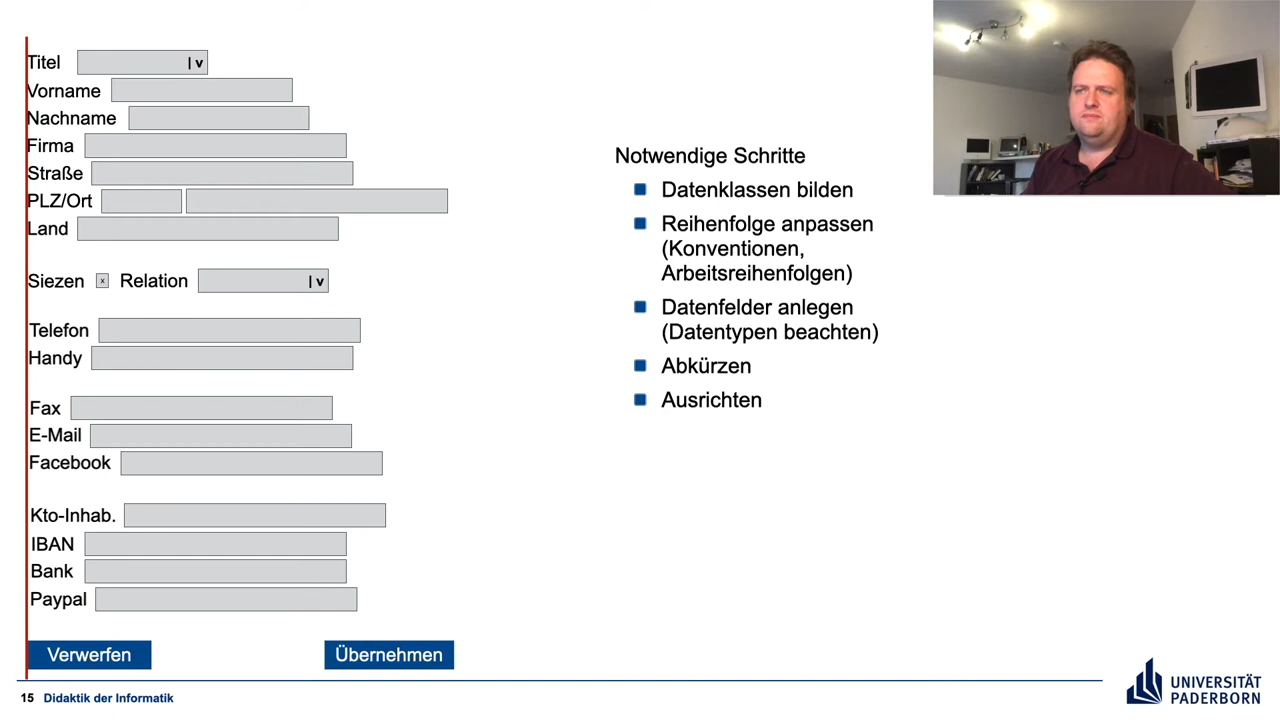 Titel | v
Vorname
Nachname
Firma
Straße
PLZ/Ort
Land
Siezen x Relation | v
Telefon
Handy
Fax
E-Mail
Facebook
Kto-Inhab.
IBAN
Bank
Paypal
Verwerfen Übernehmen
Notwendige Schritte
Datenklassen bilden
Reihenfolge anpassen
(Konventionen,
Arbeitsreihenfolgen)
Datenfelder anlegen
(Datentypen beachten)
Abkürzen
Ausrichten
15 Didaktik der Informatik
UNIVERSITÄT
PADERBORN